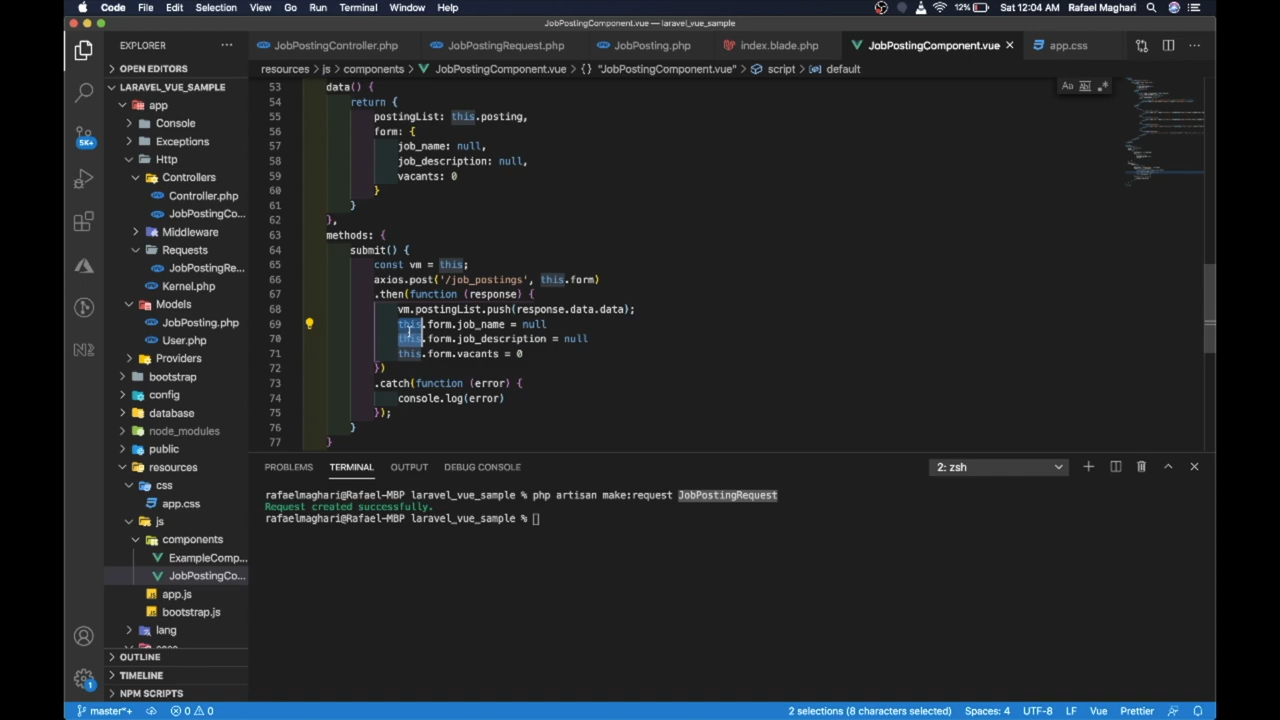 Code File Edit Selection View Go Run Terminal Window Help 12% Sat 12:04 AM Rafael Maghari
JobPostingComponent.vue — laravel_vue_sample
EXPLORER
JobPostingController.php JobPostingRequest.php JobPosting.php index.blade.php JobPostingComponent.vue app.css
OPEN EDITORS
resources > js > components > JobPostingComponent.vue > {} "JobPostingComponent.vue" > script > default
LARAVEL_VUE_SAMPLE
app
Console
Exceptions
Http
Controllers
Controller.php
JobPostingCo...
Middleware
Requests
JobPostingRe...
Kernel.php
Models
JobPosting.php
User.php
Providers
bootstrap
config
database
node_modules
public
resources
css
app.css
js
components
ExampleComp...
JobPostingCo...
app.js
bootstrap.js
lang
OUTLINE
TIMELINE
NPM SCRIPTS
5K+
1
53 data() {
54 return {
55 postingList: this.posting,
56 form: {
57 job_name: null,
58 job_description: null,
59 vacants: 0
60 }
61 }
62 },
63 methods: {
64 submit() {
65 const vm = this;
66 axios.post('/job_postings', this.form)
67 .then(function (response) {
68 vm.postingList.push(response.data.data);
69 this.form.job_name = null
70 this.form.job_description = null
71 this.form.vacants = 0
72 })
73 .catch(function (error) {
74 console.log(error)
75 });
76 }
77 }
Aa
PROBLEMS TERMINAL OUTPUT DEBUG CONSOLE 2: zsh
rafaelmaghari@Rafael-MBP laravel_vue_sample % php artisan make:request JobPostingRequest
Request created successfully.
rafaelmaghari@Rafael-MBP laravel_vue_sample %
master*+ 0 0 2 selections (8 characters selected) Spaces: 4 UTF-8 LF Vue Prettier